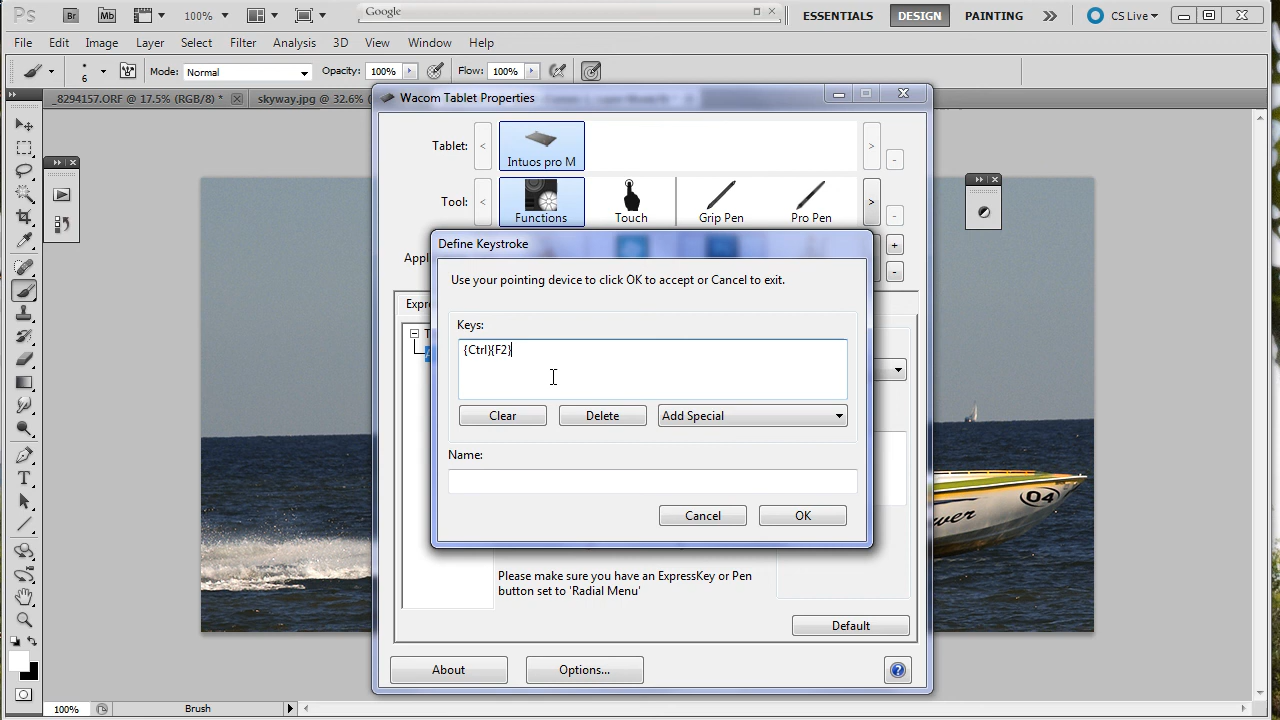 Ps Br Mb 100% Google ESSENTIALS DESIGN PAINTING CS Live
File Edit Image Layer Select Filter Analysis 3D View Window Help
6 Mode: Normal Opacity: 100% Flow: 100%
_8294157.ORF @ 17.5% (RGB/8) * skyway.jpg @ 32.6%
Wacom Tablet Properties
Tablet: < Intuos pro M > -
Tool: < Functions Touch Grip Pen Pro Pen > -
Appli +
-
Define Keystroke
Use your pointing device to click OK to accept or Cancel to exit.
Expre
Keys:
{Ctrl}{F2}
Clear Delete Add Special
Name:
Cancel OK
04
wer
Please make sure you have an ExpressKey or Pen
button set to 'Radial Menu'
Default
About Options... ?
100% Brush